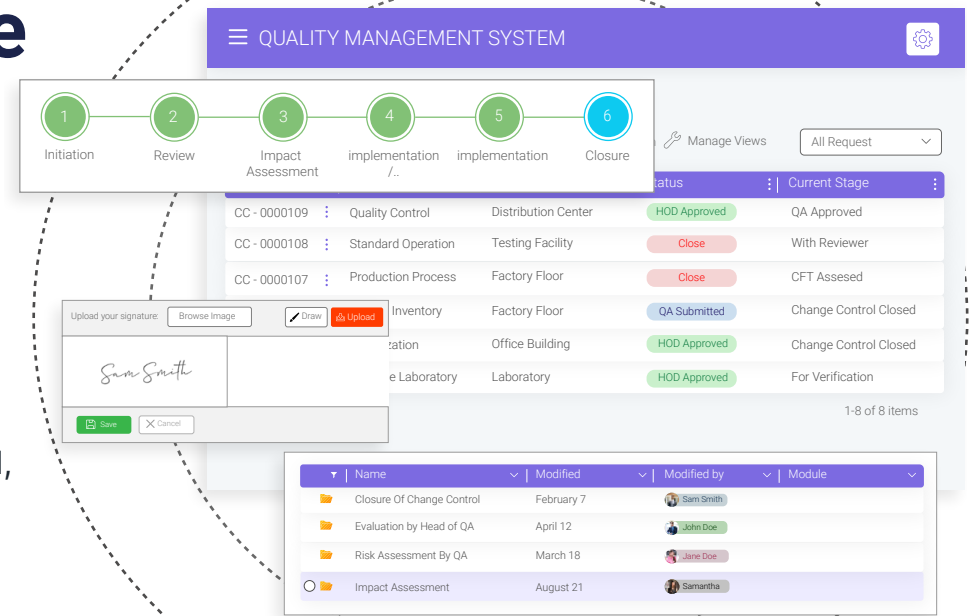 e
QUALITY MANAGEMENT SYSTEM
1 2 3 4 5 6
Initiation Review Impact Assessment implementation /.. implementation Closure
Manage Views All Request
tatus Current Stage
CC - 0000109 Quality Control Distribution Center HOD Approved QA Approved
CC - 0000108 Standard Operation Testing Facility Close With Reviewer
CC - 0000107 Production Process Factory Floor Close CFT Assesed
Inventory Factory Floor QA Submitted Change Control Closed
zation Office Building HOD Approved Change Control Closed
e Laboratory Laboratory HOD Approved For Verification
1-8 of 8 items
Upload your signature: Browse Image Draw Upload
Sam Smith
Save Cancel
Name Modified Modified by Module
Closure Of Change Control February 7 Sam Smith
Evaluation by Head of QA April 12 John Doe
Risk Assessment By QA March 18 Jane Doe
Impact Assessment August 21 Samantha